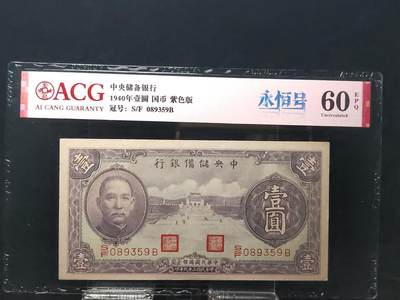 ACG
AI CANG GUARANTY
中央储备银行
1940年壹圆 国币 紫色版
冠号: S/F 089359B
永恒号
60 EPQ
Uncirculated
行銀備儲央中
壹
圓
S/F 089359B
S/F 089359B
壹
壹